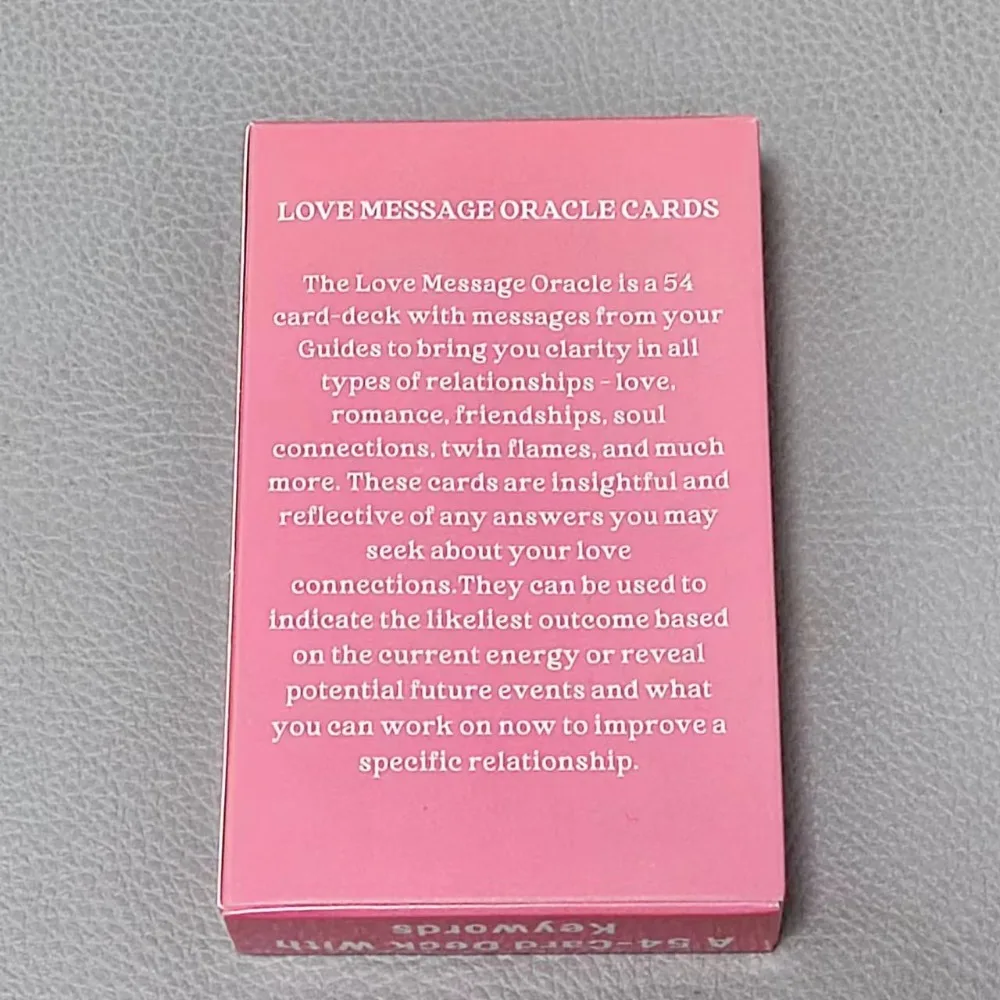 LOVE MESSAGE ORACLE CARDS
The Love Message Oracle is a 54
card-deck with messages from your
Guides to bring you clarity in all
types of relationships - love,
romance, friendships, soul
connections, twin flames, and much
more. These cards are insightful and
reflective of any answers you may
seek about your love
connections.They can be used to
indicate the likeliest outcome based
on the current energy or reveal
potential future events and what
you can work on now to improve a
specific relationship.
A 54-Card Deck With
Keywords